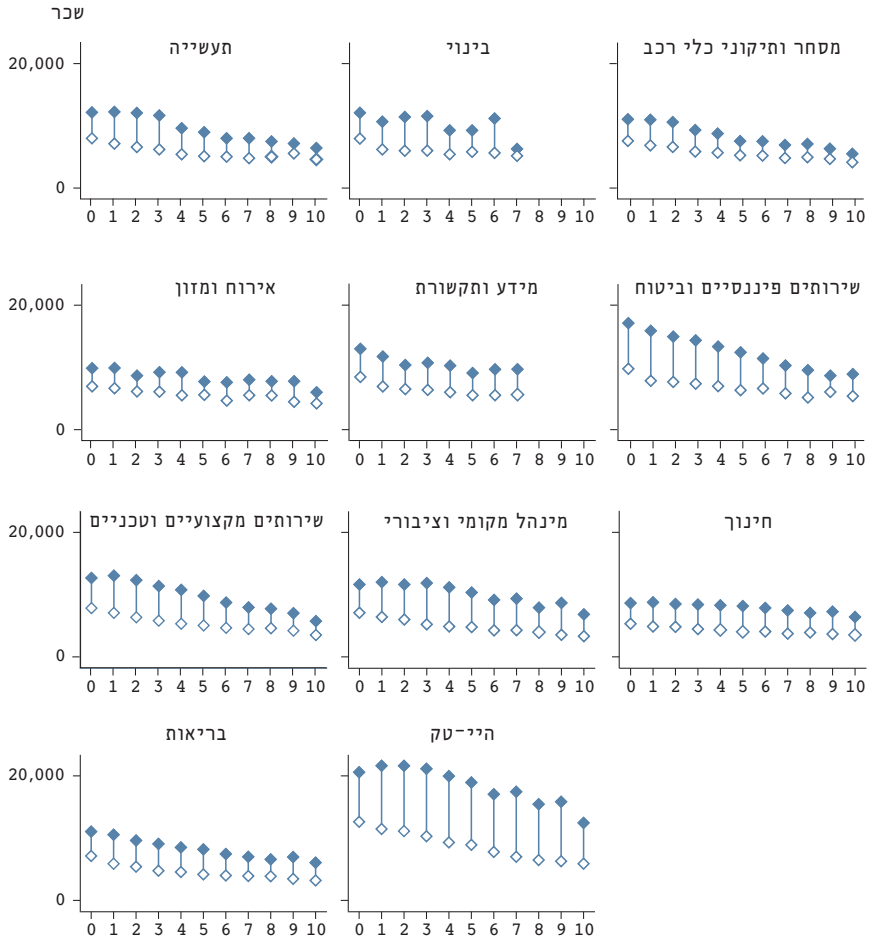 שכר
תעשייה
בינוי
מסחר ותיקוני כלי רכב
20,000
0
0 1 2 3 4 5 6 7 8 9 10
0 1 2 3 4 5 6 7 8 9 10
0 1 2 3 4 5 6 7 8 9 10
אירוח ומזון
מידע ותקשורת
שירותים פיננסיים וביטוח
20,000
0
0 1 2 3 4 5 6 7 8 9 10
0 1 2 3 4 5 6 7 8 9 10
0 1 2 3 4 5 6 7 8 9 10
שירותים מקצועיים וטכניים
מינהל מקומי וציבורי
חינוך
20,000
0
0 1 2 3 4 5 6 7 8 9 10
0 1 2 3 4 5 6 7 8 9 10
0 1 2 3 4 5 6 7 8 9 10
בריאות
היי־טק
20,000
0
0 1 2 3 4 5 6 7 8 9 10
0 1 2 3 4 5 6 7 8 9 10